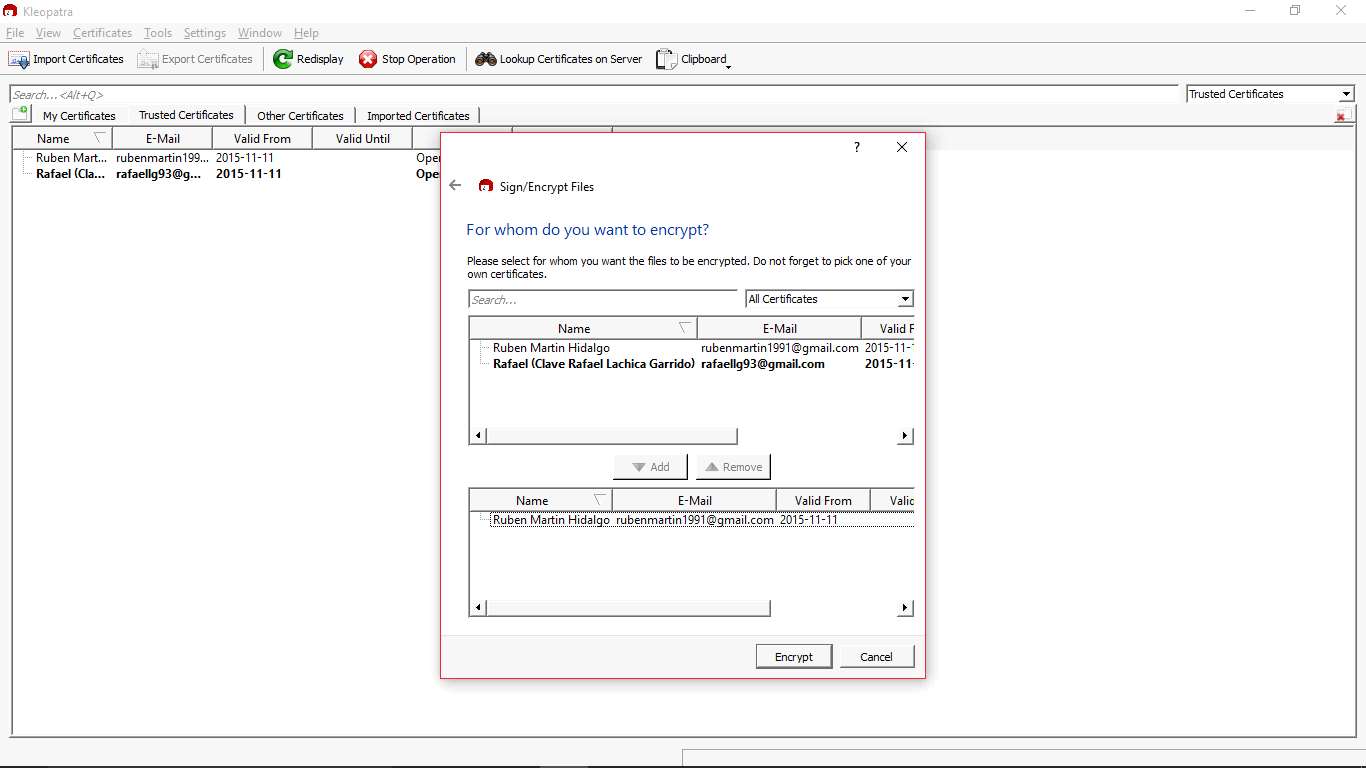 Kleopatra
File View Certificates Tools Settings Window Help
Import Certificates Export Certificates Redisplay Stop Operation Lookup Certificates on Server Clipboard
Search...<Alt+Q> Trusted Certificates
My Certificates Trusted Certificates Other Certificates Imported Certificates
Name E-Mail Valid From Valid Until
Ruben Mart... rubenmartin199... 2015-11-11 Ope
Rafael (Cla... rafaellg93@g... 2015-11-11 Ope
?
Sign/Encrypt Files
For whom do you want to encrypt?
Please select for whom you want the files to be encrypted. Do not forget to pick one of your
own certificates.
Search... All Certificates
Name E-Mail Valid F
Ruben Martin Hidalgo rubenmartin1991@gmail.com 2015-11-1
Rafael (Clave Rafael Lachica Garrido) rafaellg93@gmail.com 2015-11-
Add Remove
Name E-Mail Valid From Valid
Ruben Martin Hidalgo rubenmartin1991@gmail.com 2015-11-11
Encrypt Cancel